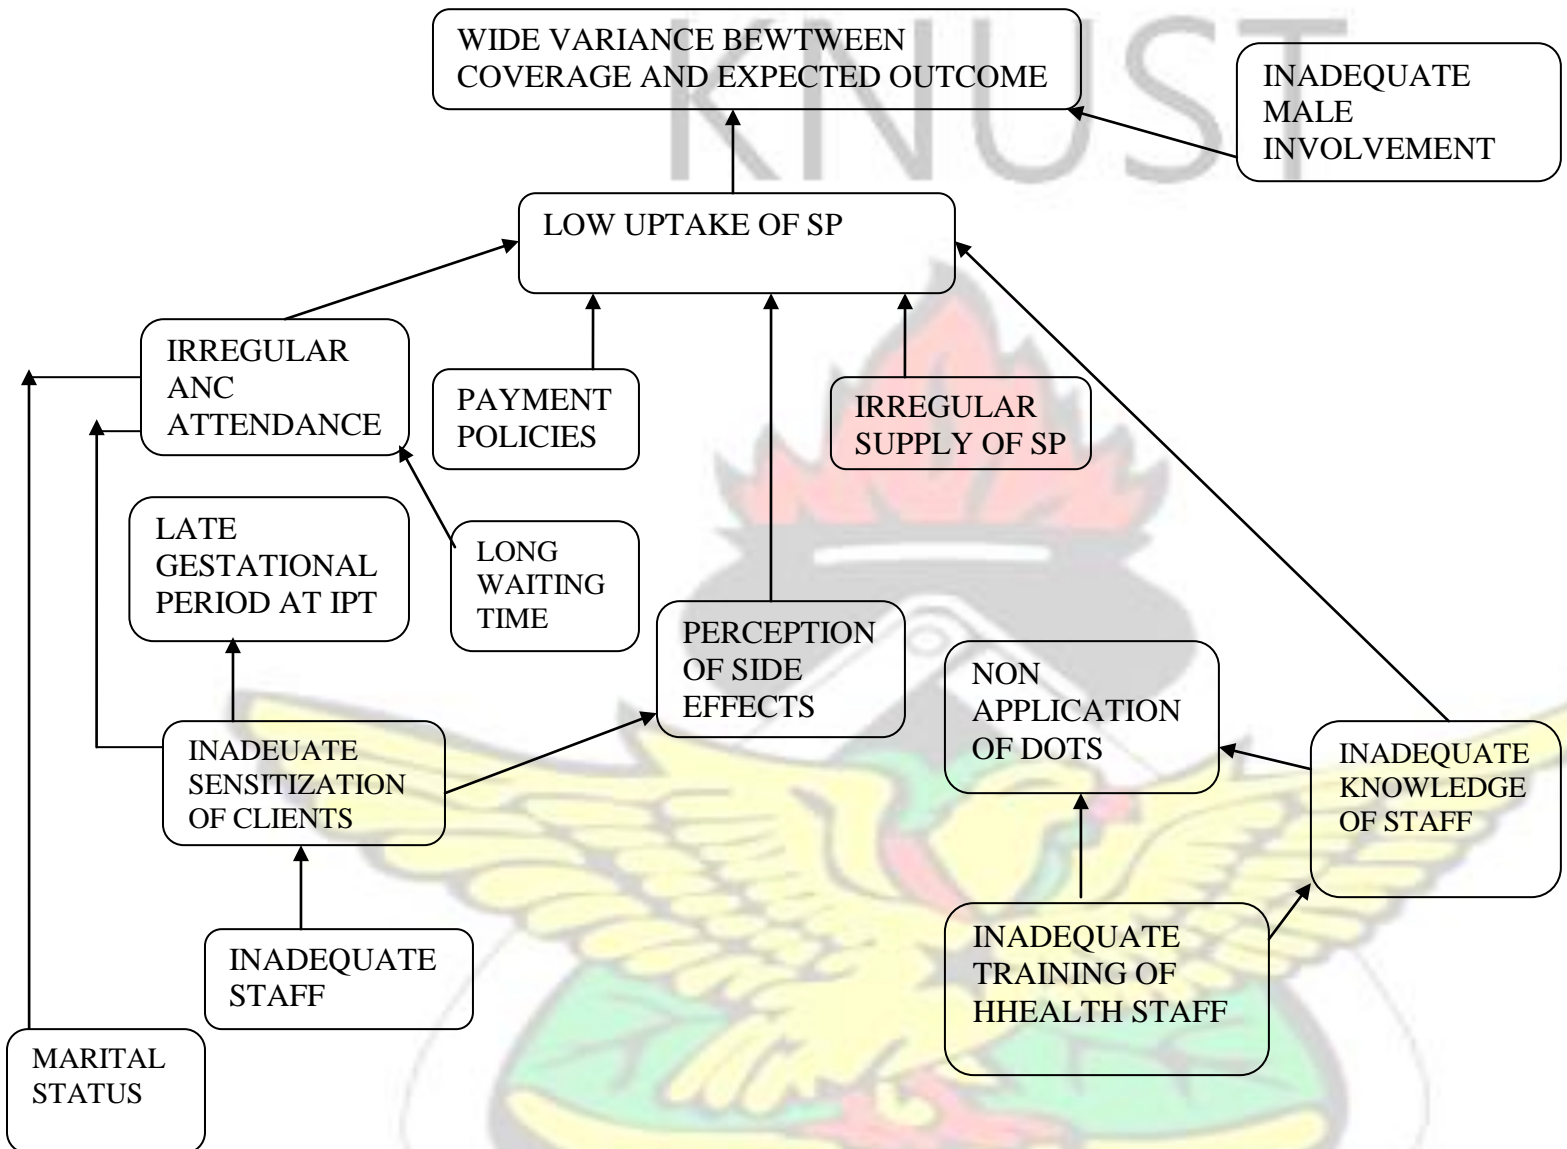 KNUST
WIDE VARIANCE BEWTWEEN
COVERAGE AND EXPECTED OUTCOME
INADEQUATE
MALE
INVOLVEMENT
LOW UPTAKE OF SP
IRREGULAR
ANC
ATTENDANCE
PAYMENT
POLICIES
IRREGULAR
SUPPLY OF SP
LATE
GESTATIONAL
PERIOD AT IPT
LONG
WAITING
TIME
PERCEPTION
OF SIDE
EFFECTS
NON
APPLICATION
OF DOTS
INADEUATE
SENSITIZATION
OF CLIENTS
INADEQUATE
KNOWLEDGE
OF STAFF
INADEQUATE
STAFF
INADEQUATE
TRAINING OF
HHEALTH STAFF
MARITAL
STATUS